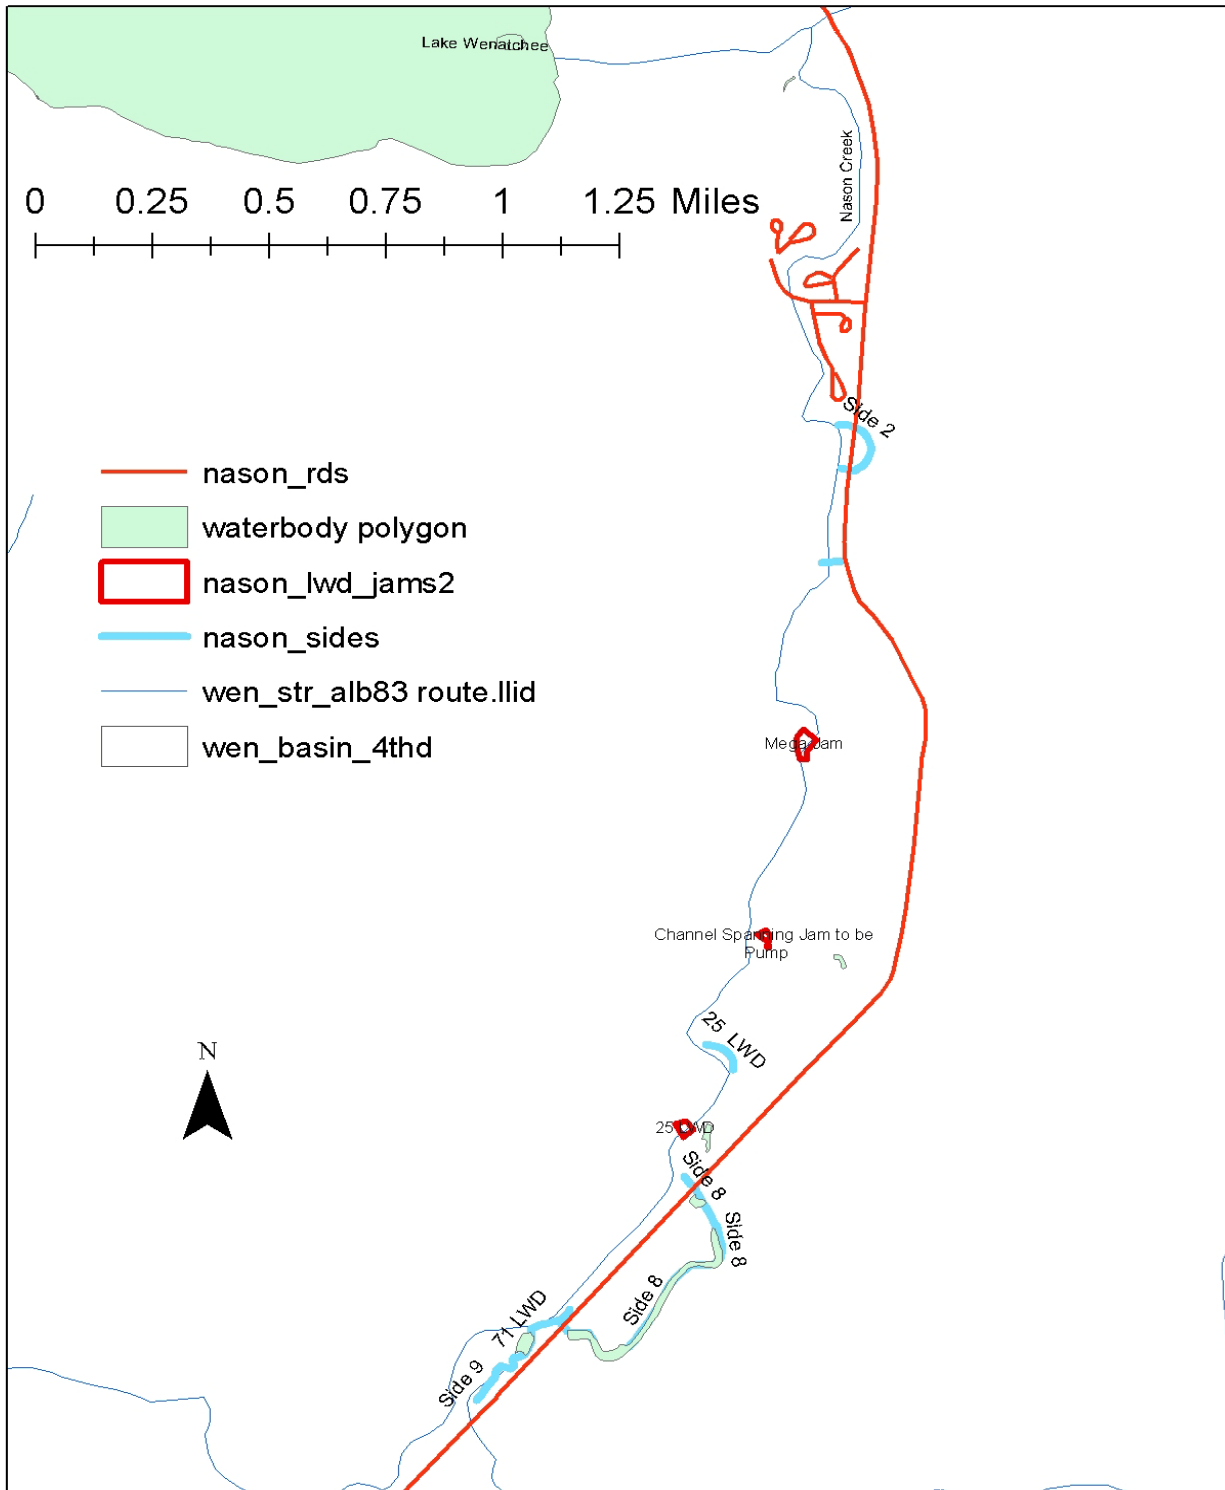 Lake Wenatchee
Nason Creek
0 0.25 0.5 0.75 1 1.25 Miles
Side 2
nason_rds
waterbody polygon
nason_lwd_jams2
nason_sides
wen_str_alb83 route.llid
wen_basin_4thd
Mega Jam
Channel Spanning Jam to be
Pump
25 LWD
N
25 LWD
Side 8
Side 8
Side 8
71 LWD
Side 9